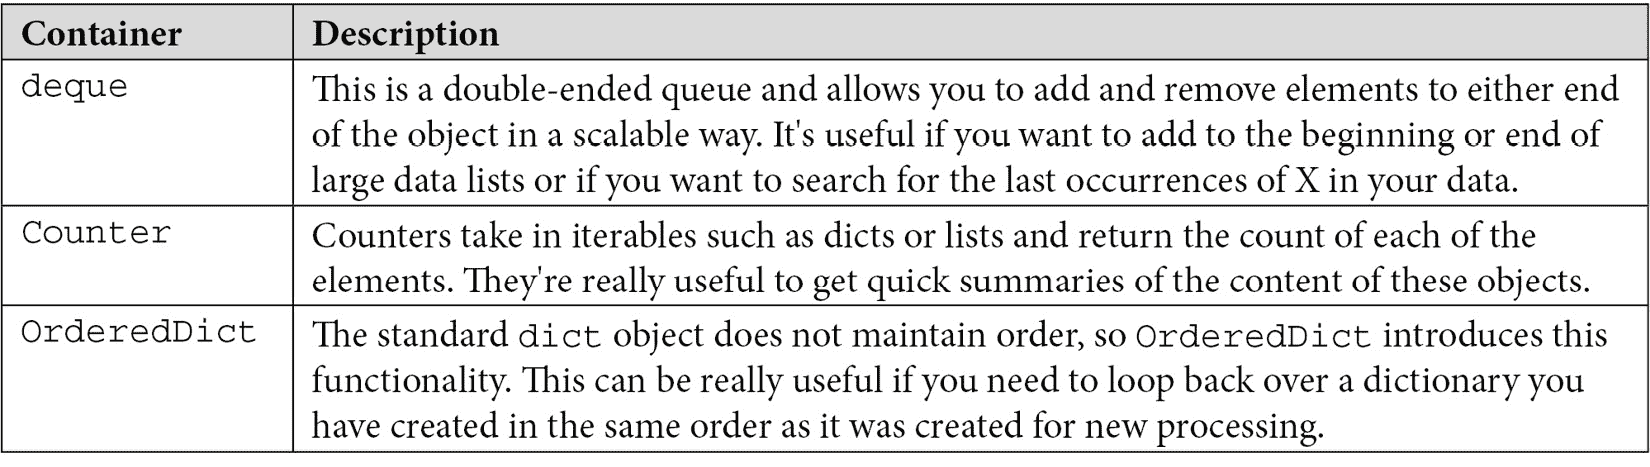 Container Description
deque This is a double-ended queue and allows you to add and remove elements to either end
of the object in a scalable way. It's useful if you want to add to the beginning or end of
large data lists or if you want to search for the last occurrences of X in your data.
Counter Counters take in iterables such as dicts or lists and return the count of each of the
elements. They're really useful to get quick summaries of the content of these objects.
OrderedDict The standard dict object does not maintain order, so OrderedDict introduces this
functionality. This can be really useful if you need to loop back over a dictionary you
have created in the same order as it was created for new processing.